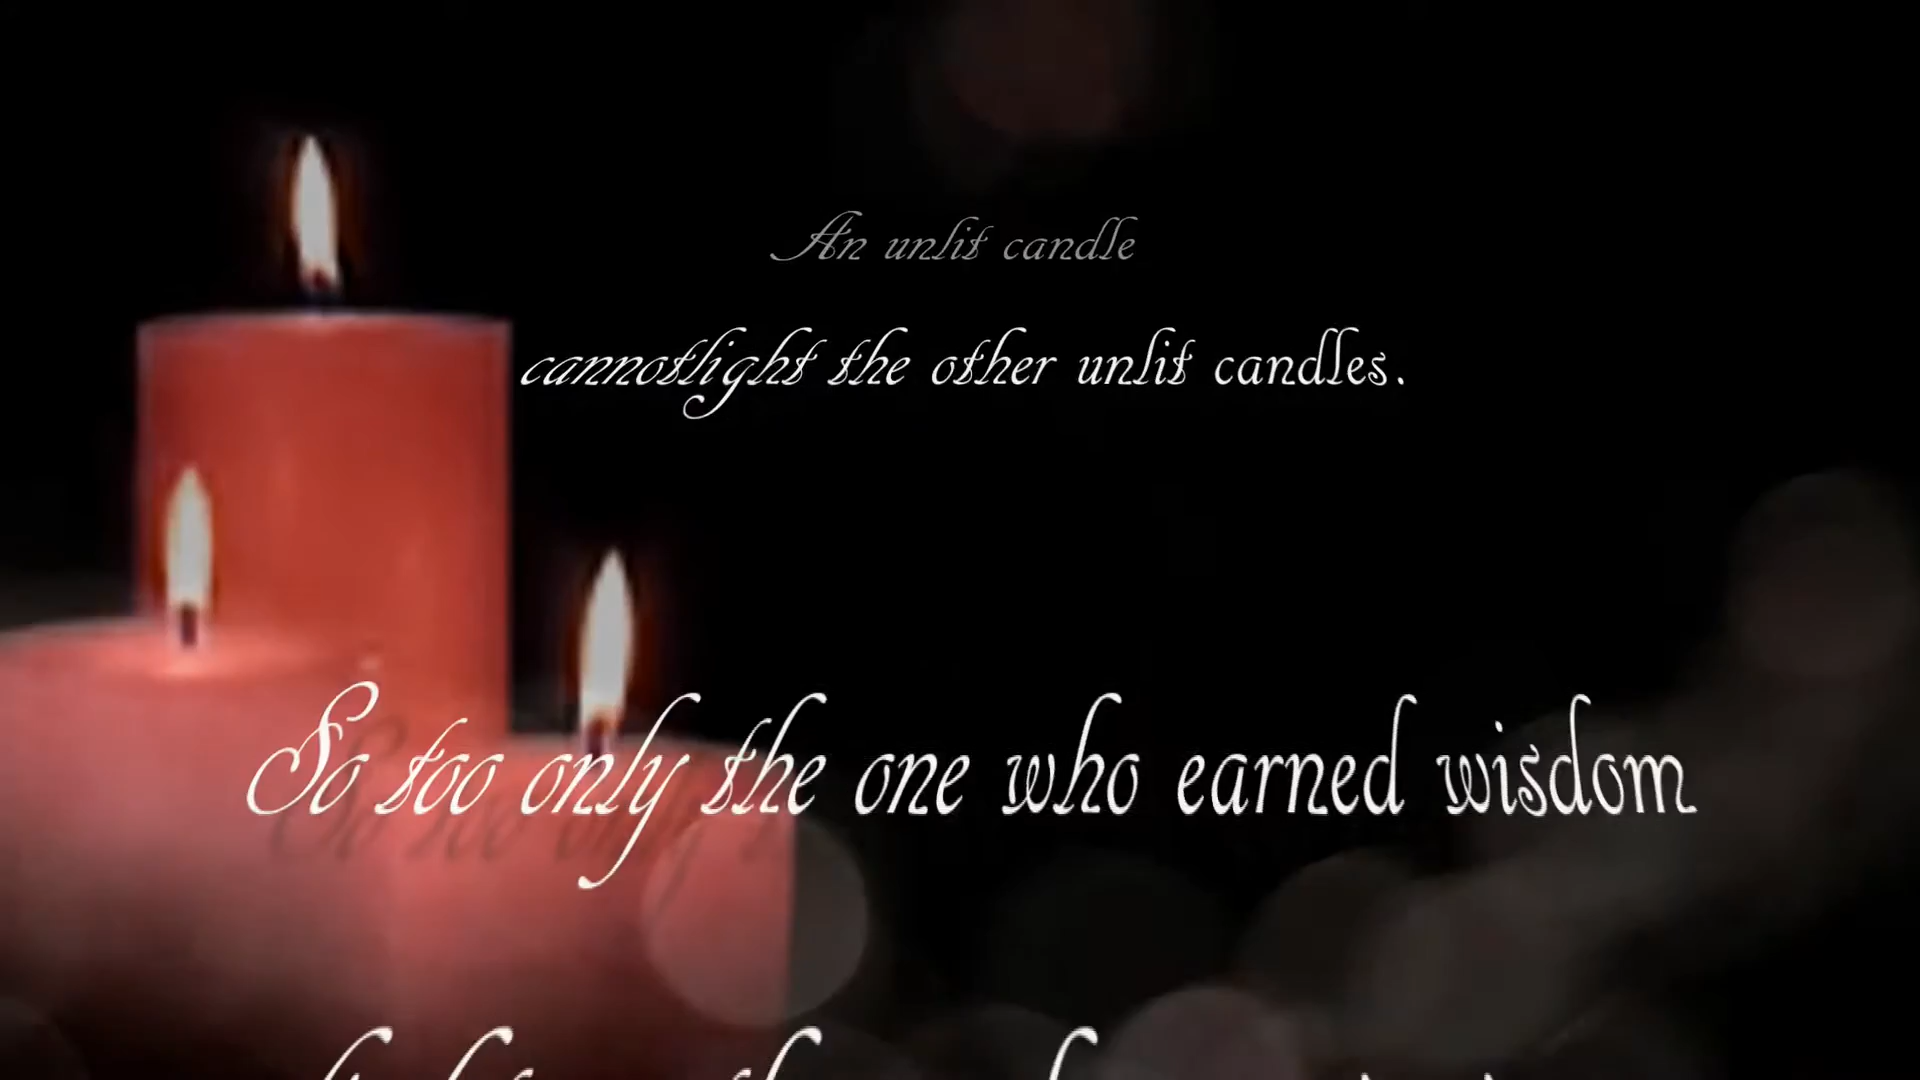 An unlit candle
cannotlight the other unlit candles.
So too only the one who earned wisdom